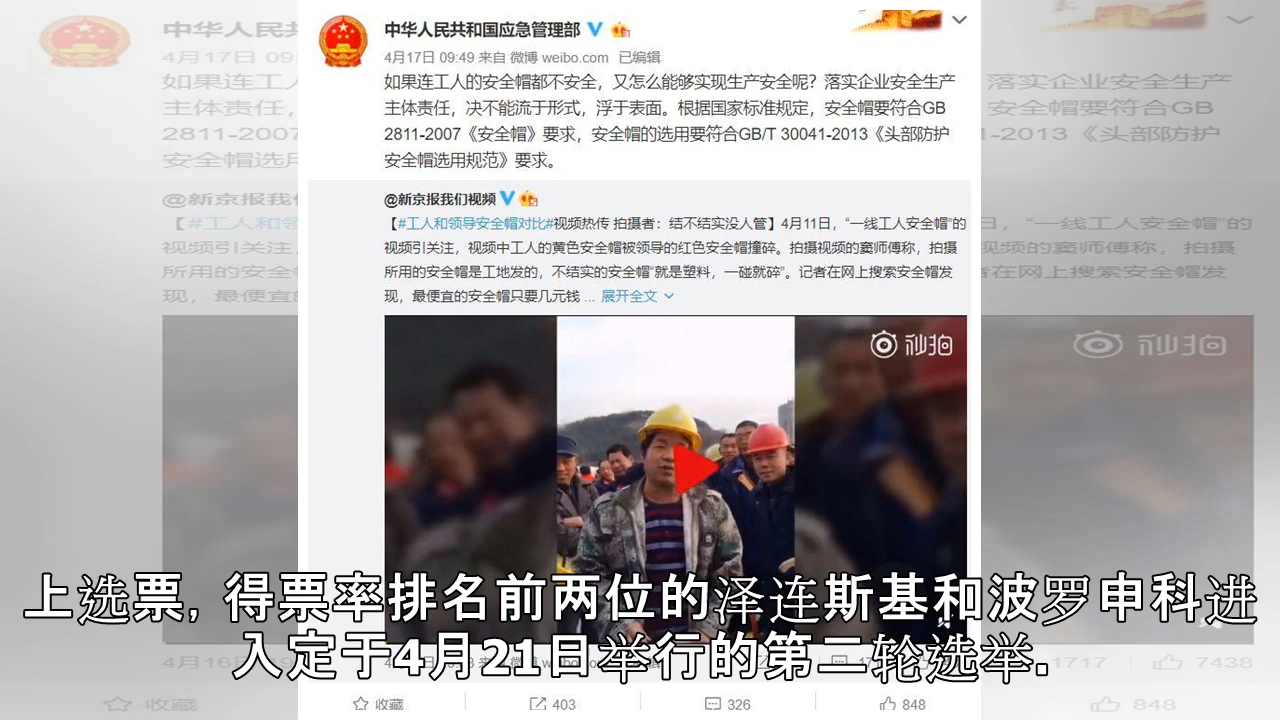 中华人民共和国应急管理部
4月17日 09:49 来自 微博 weibo.com 已编辑
如果连工人的安全帽都不安全，又怎么能够实现生产安全呢？落实企业安全生产
主体责任，决不能流于形式，浮于表面。根据国家标准规定，安全帽要符合GB
2811-2007《安全帽》要求，安全帽的选用要符合GB/T 30041-2013《头部防护
安全帽选用规范》要求。
@新京报我们视频
【#工人和领导安全帽对比#视频热传 拍摄者：结不结实没人管】4月11日，“一线工人安全帽”的
视频引关注，视频中工人的黄色安全帽被领导的红色安全帽撞碎。拍摄视频的窦师傅称，拍摄
所用的安全帽是工地发的，不结实的安全帽“就是塑料，一碰就碎”。记者在网上搜索安全帽发
现，最便宜的安全帽只要几元钱 ... 展开全文
秒拍
上选票, 得票率排名前两位的泽连斯基和波罗申科进
入定于4月21日举行的第二轮选举.
收藏 403 326 848